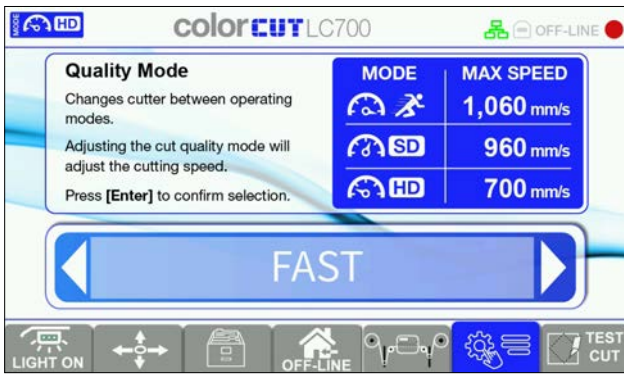 MODE HD
colorCUT LC700
OFF-LINE
Quality Mode
Changes cutter between operating
modes.
Adjusting the cut quality mode will
adjust the cutting speed.
Press [Enter] to confirm selection.
MODE MAX SPEED
1,060 mm/s
SD 960 mm/s
HD 700 mm/s
FAST
LIGHT ON
OFF-LINE
TEST
CUT